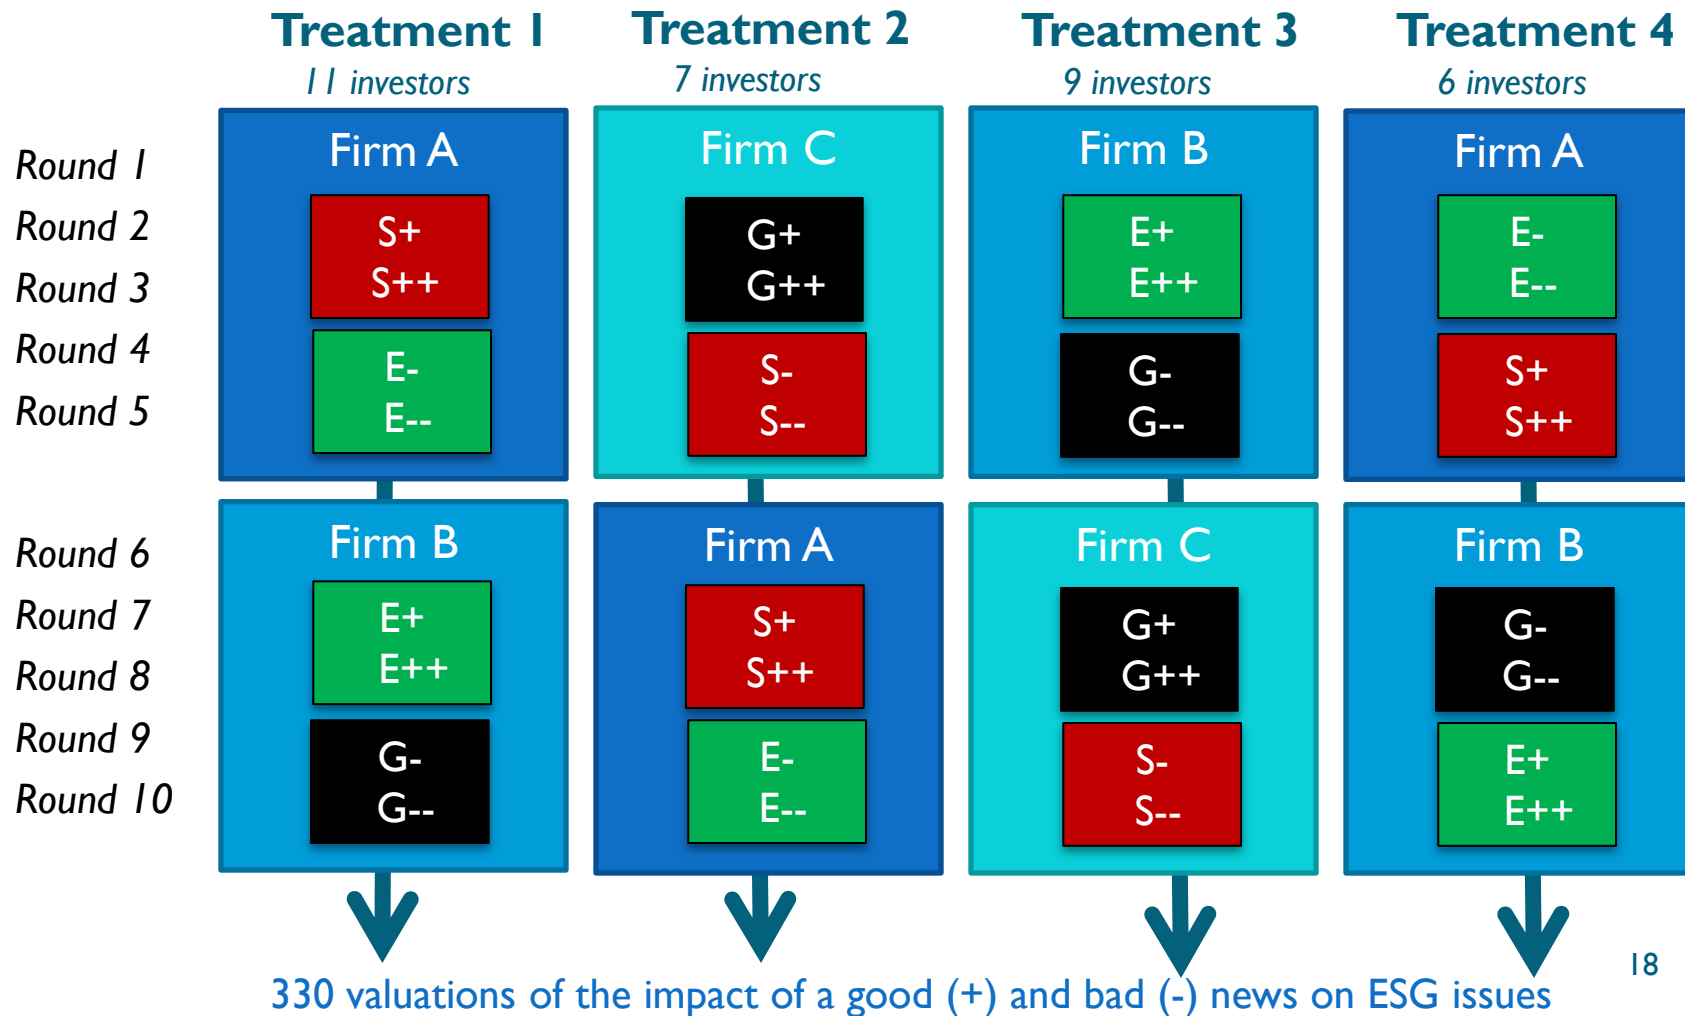 Treatment 1 Treatment 2 Treatment 3 Treatment 4
11 investors 7 investors 9 investors 6 investors
Round 1 Firm A Firm C Firm B Firm A
Round 2 S+ G+ E+ E-
Round 3 S++ G++ E++ E--
Round 4 E- S- G- S+
Round 5 E-- S-- G-- S++
Round 6 Firm B Firm A Firm C Firm B
Round 7 E+ S+ G+ G-
Round 8 E++ S++ G++ G--
Round 9 G- E- S- E+
Round 10 G-- E-- S-- E++
330 valuations of the impact of a good (+) and bad (-) news on ESG issues
18